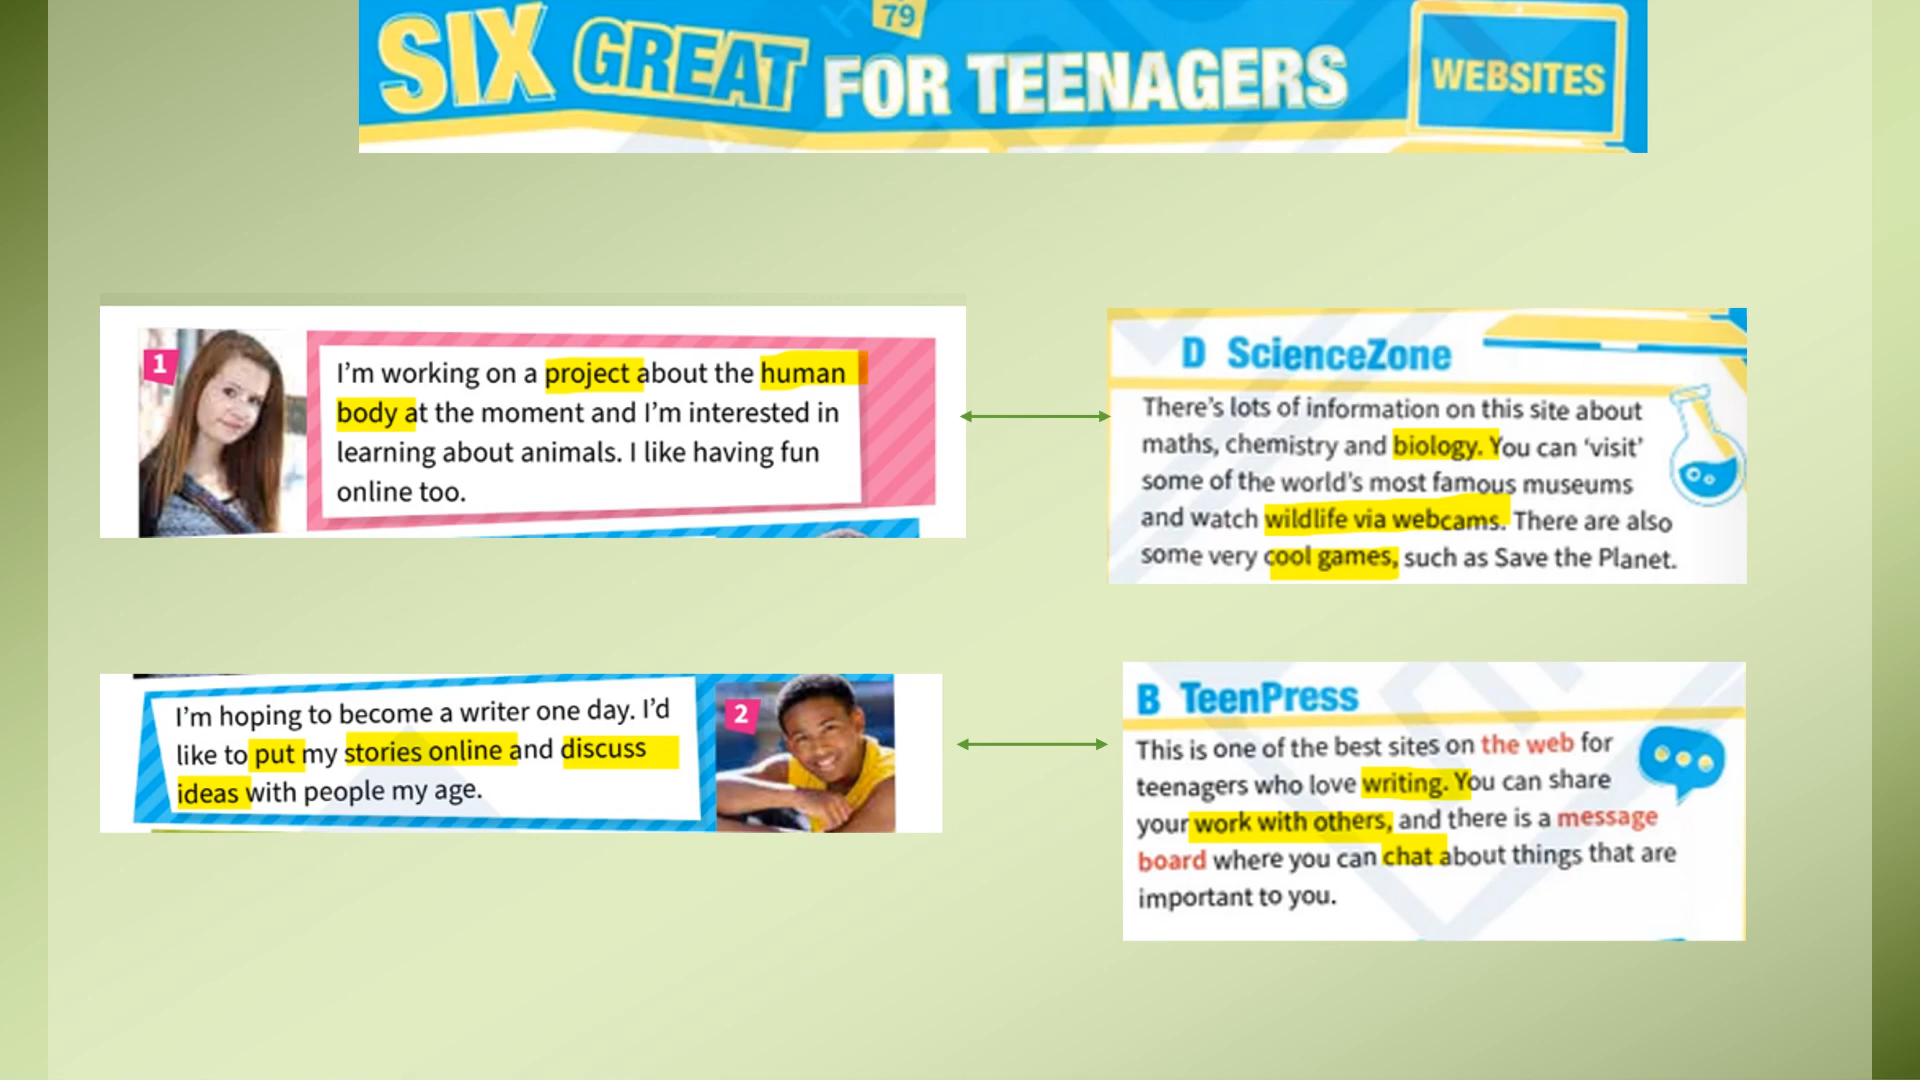 79
SIX GREAT FOR TEENAGERS WEBSITES
1
I'm working on a project about the human
body at the moment and I'm interested in
learning about animals. I like having fun
online too.
D ScienceZone
There's lots of information on this site about
maths, chemistry and biology. You can 'visit'
some of the world's most famous museums
and watch wildlife via webcams. There are also
some very cool games, such as Save the Planet.
I'm hoping to become a writer one day. I'd
like to put my stories online and discuss
ideas with people my age.
2
B TeenPress
This is one of the best sites on the web for
teenagers who love writing. You can share
your work with others, and there is a message
board where you can chat about things that are
important to you.